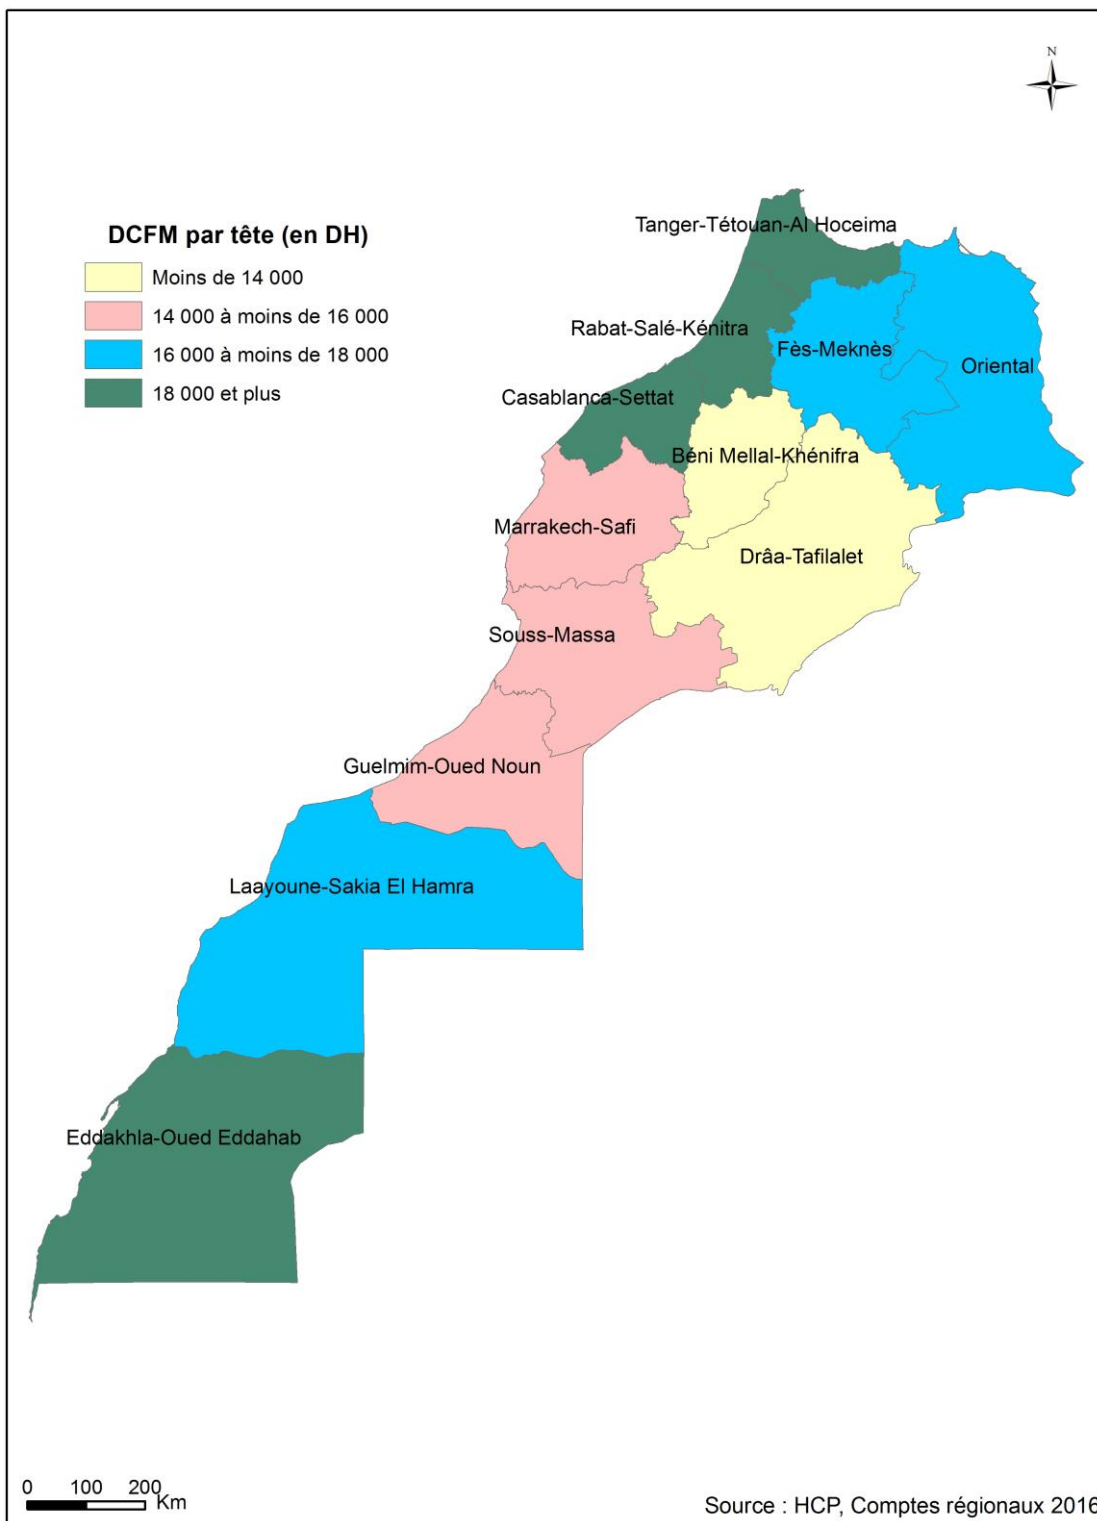 N
Tanger-Tétouan-Al Hoceima
DCFM par tête (en DH)
Moins de 14 000
14 000 à moins de 16 000
16 000 à moins de 18 000
18 000 et plus
Rabat-Salé-Kénitra
Fès-Meknès
Oriental
Casablanca-Settat
Béni Mellal-Khénifra
Marrakech-Safi
Drâa-Tafilalet
Souss-Massa
Guelmim-Oued Noun
Laayoune-Sakia El Hamra
Eddakhla-Oued Eddahab
0 100 200
Km
Source : HCP, Comptes régionaux 2016